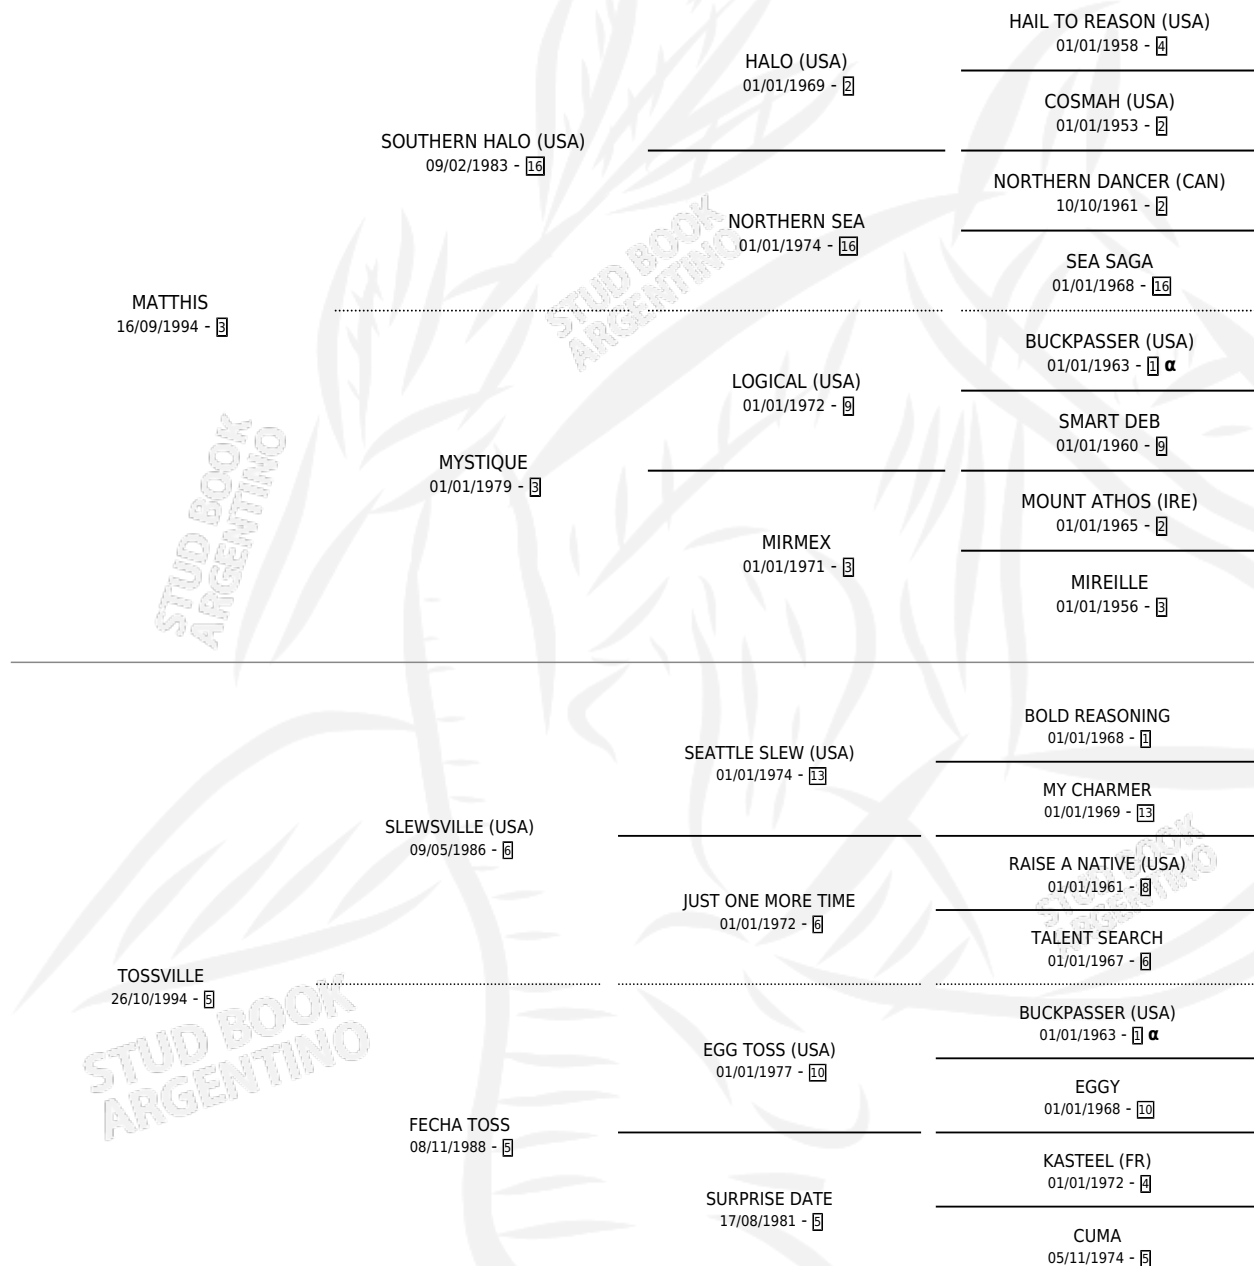 HAIL TO REASON (USA)
01/01/1958 - 4
HALO (USA)
01/01/1969 - 2
COSMAH (USA)
01/01/1953 - 2
SOUTHERN HALO (USA)
09/02/1983 - 16
NORTHERN DANCER (CAN)
10/10/1961 - 2
NORTHERN SEA
01/01/1974 - 16
SEA SAGA
01/01/1968 - 16
MATTHIS
16/09/1994 - 3
BUCKPASSER (USA)
01/01/1963 - 1 α
LOGICAL (USA)
01/01/1972 - 9
SMART DEB
01/01/1960 - 9
MYSTIQUE
01/01/1979 - 3
MOUNT ATHOS (IRE)
01/01/1965 - 2
MIRMEX
01/01/1971 - 3
MIREILLE
01/01/1956 - 3
BOLD REASONING
01/01/1968 - 1
SEATTLE SLEW (USA)
01/01/1974 - 13
MY CHARMER
01/01/1969 - 13
SLEWSVILLE (USA)
09/05/1986 - 6
RAISE A NATIVE (USA)
01/01/1961 - 8
JUST ONE MORE TIME
01/01/1972 - 6
TALENT SEARCH
01/01/1967 - 6
TOSSVILLE
26/10/1994 - 5
BUCKPASSER (USA)
01/01/1963 - 1 α
EGG TOSS (USA)
01/01/1977 - 10
EGGY
01/01/1968 - 10
FECHA TOSS
08/11/1988 - 5
KASTEEL (FR)
01/01/1972 - 4
SURPRISE DATE
17/08/1981 - 5
CUMA
05/11/1974 - 5
STUD BOOK
ARGENTINO
STUD BOOK
ARGENTINO
STUD BOOK
ARGENTINO
STUD BOOK
ARGENTINO